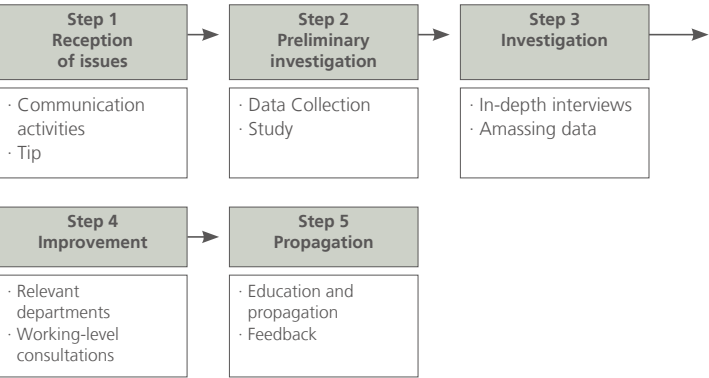 Step 1
Reception
of issues
· Communication
activities
· Tip
Step 2
Preliminary
investigation
· Data Collection
· Study
Step 3
Investigation
· In-depth interviews
· Amassing data
Step 4
Improvement
· Relevant
departments
· Working-level
consultations
Step 5
Propagation
· Education and
propagation
· Feedback